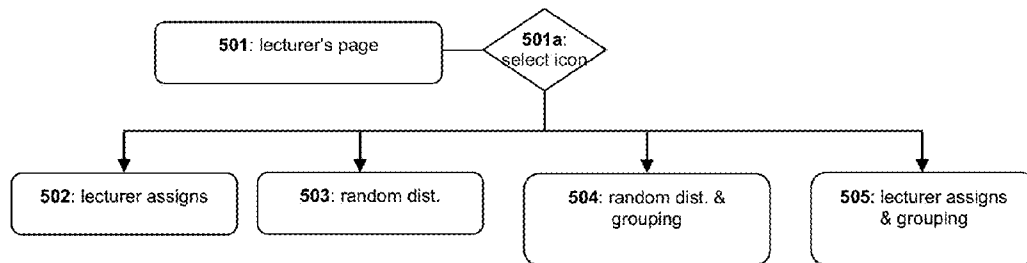 501: lecturer's page
501a:
select icon
502: lecturer assigns
503: random dist.
504: random dist. &
grouping
505: lecturer assigns
& grouping